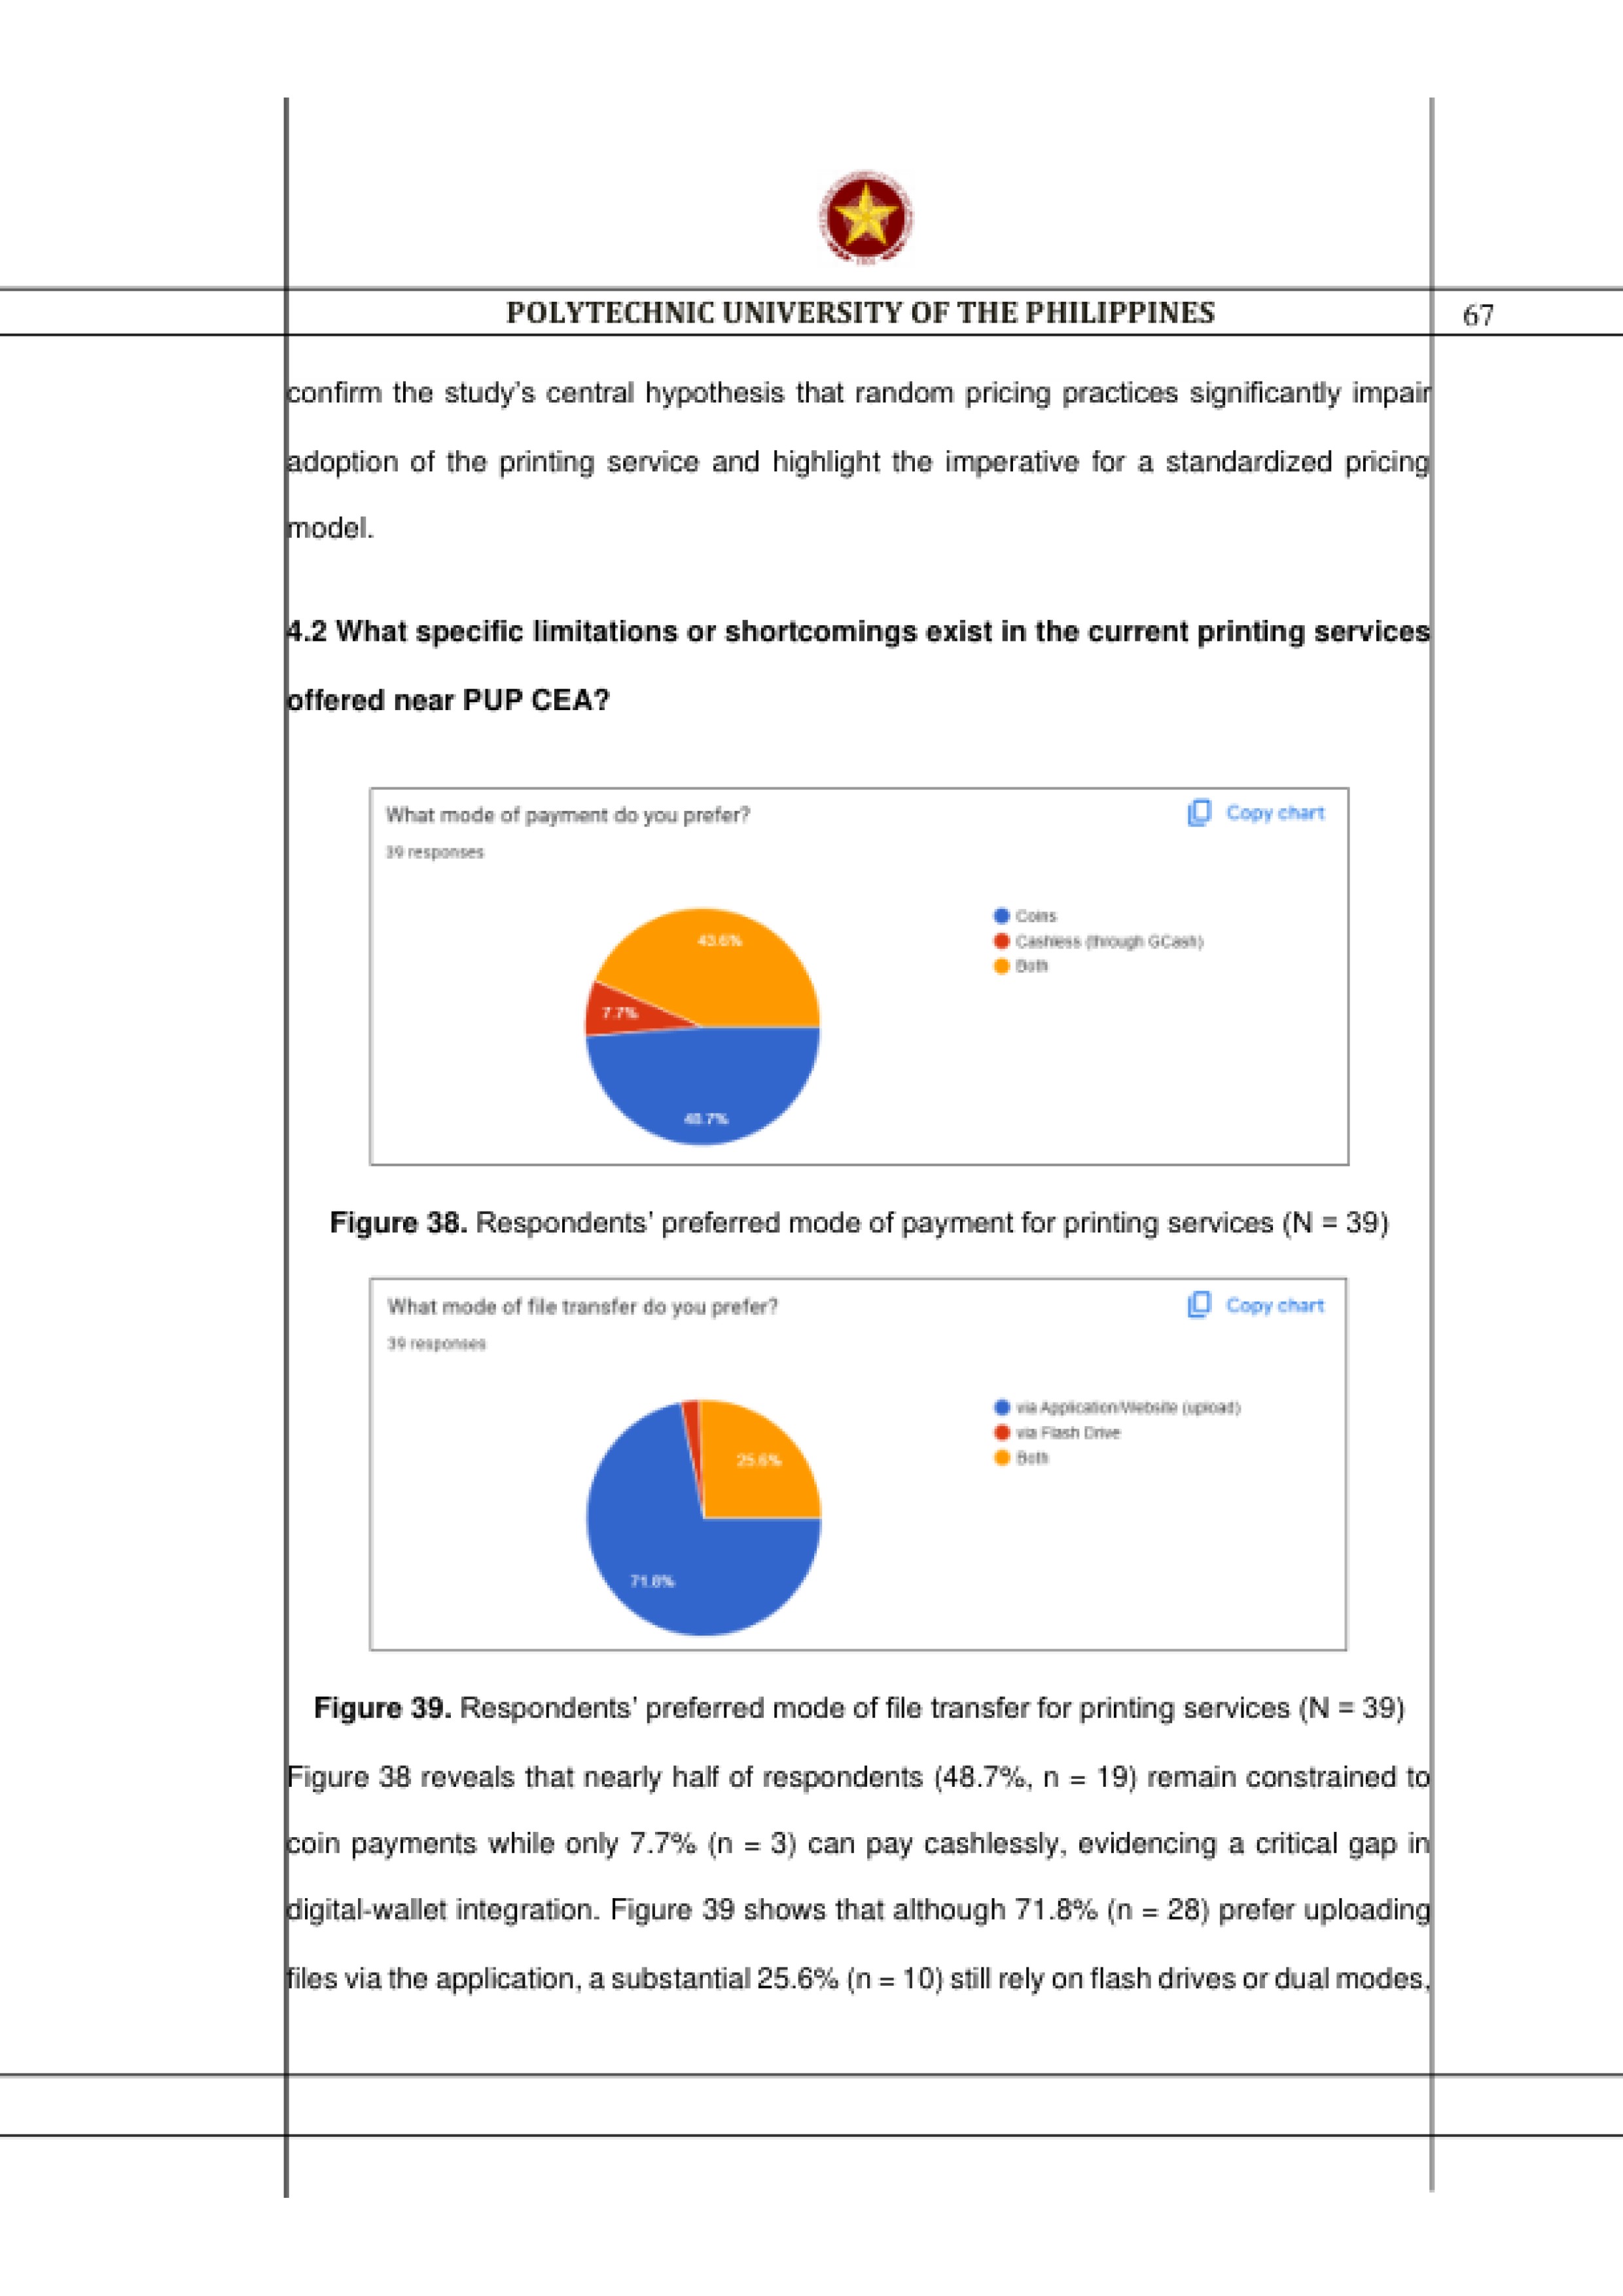 POLYTECHNIC UNIVERSITY OF THE PHILIPPINES
67
confirm the study's central hypothesis that random pricing practices significantly impair
adoption of the printing service and highlight the imperative for a standardized pricing
model.
4.2 What specific limitations or shortcomings exist in the current printing services
offered near PUP CEA?
What mode of payment do you prefer?
Copy chart
39 responses
43.6%
7.7%
48.7%
Coins
Cashless (through GCash)
Both
Figure 38. Respondents' preferred mode of payment for printing services (N = 39)
What mode of file transfer do you prefer?
Copy chart
39 responses
25.6%
71.8%
via Application/Website (upload)
via Flash Drive
Both
Figure 39. Respondents' preferred mode of file transfer for printing services (N = 39)
Figure 38 reveals that nearly half of respondents (48.7%, n = 19) remain constrained to
coin payments while only 7.7% (n = 3) can pay cashlessly, evidencing a critical gap in
digital-wallet integration. Figure 39 shows that although 71.8% (n = 28) prefer uploading
files via the application, a substantial 25.6% (n = 10) still rely on flash drives or dual modes,